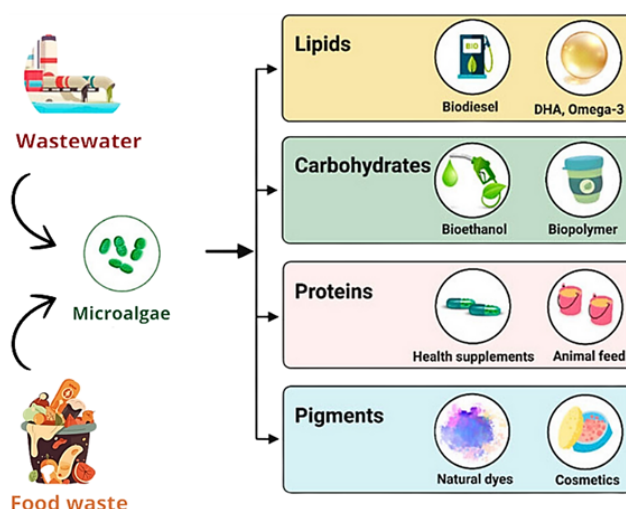 Wastewater
Microalgae
Food waste
Lipids
BIO
Biodiesel
DHA, Omega-3
Carbohydrates
Bioethanol
Biopolymer
Proteins
Health supplements
Animal feed
Pigments
Natural dyes
Cosmetics